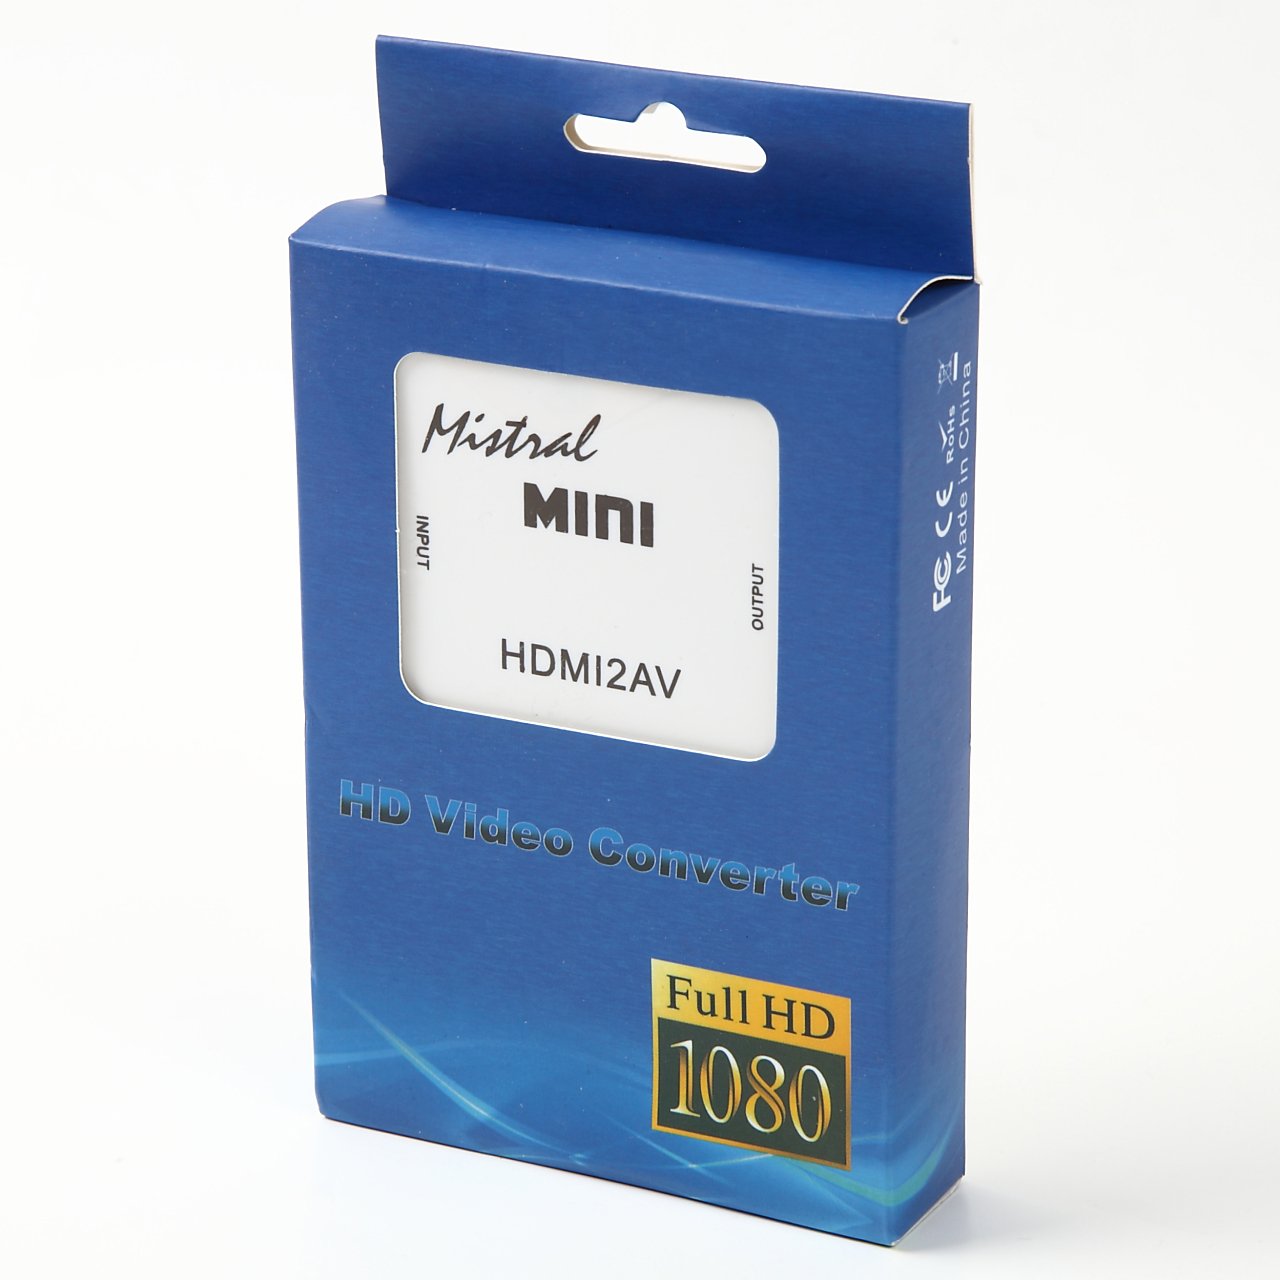 Mistral
MINI
INPUT
OUTPUT
HDMI2AV
HD Video Converter
Full HD
1080
FC CE RoHS
Made in China